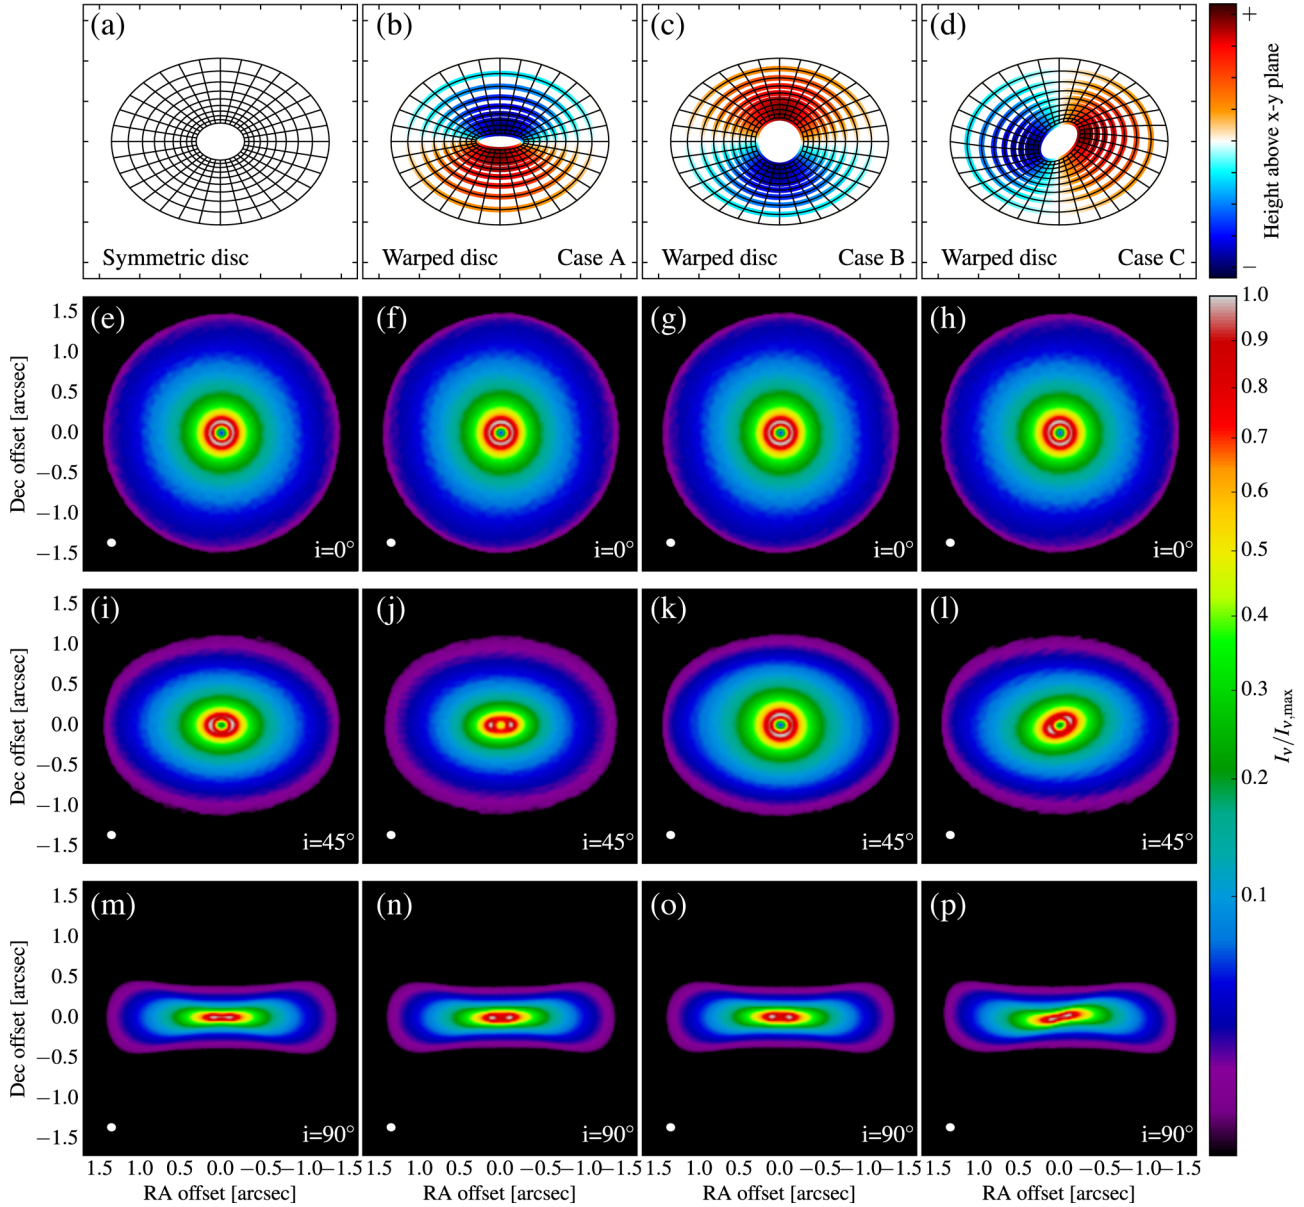 (a) (b) (c) (d)
+
Height above x-y plane
−
Symmetric disc Warped disc Case A Warped disc Case B Warped disc Case C
(e) (f) (g) (h)
1.5
1.0
0.5
0.0
−0.5
−1.0
−1.5
Dec offset [arcsec]
i=0° i=0° i=0° i=0°
(i) (j) (k) (l)
1.5
1.0
0.5
0.0
−0.5
−1.0
−1.5
Dec offset [arcsec]
i=45° i=45° i=45° i=45°
(m) (n) (o) (p)
1.5
1.0
0.5
0.0
−0.5
−1.0
−1.5
Dec offset [arcsec]
i=90° i=90° i=90° i=90°
1.5 1.0 0.5 0.0 −0.5 −1.0 −1.5 1.5 1.0 0.5 0.0 −0.5 −1.0 −1.5 1.5 1.0 0.5 0.0 −0.5 −1.0 −1.5 1.5 1.0 0.5 0.0 −0.5 −1.0 −1.5
RA offset [arcsec] RA offset [arcsec] RA offset [arcsec] RA offset [arcsec]
1.0
0.9
0.8
0.7
0.6
0.5
0.4
0.3
0.2
0.1
Iν/Iν,max